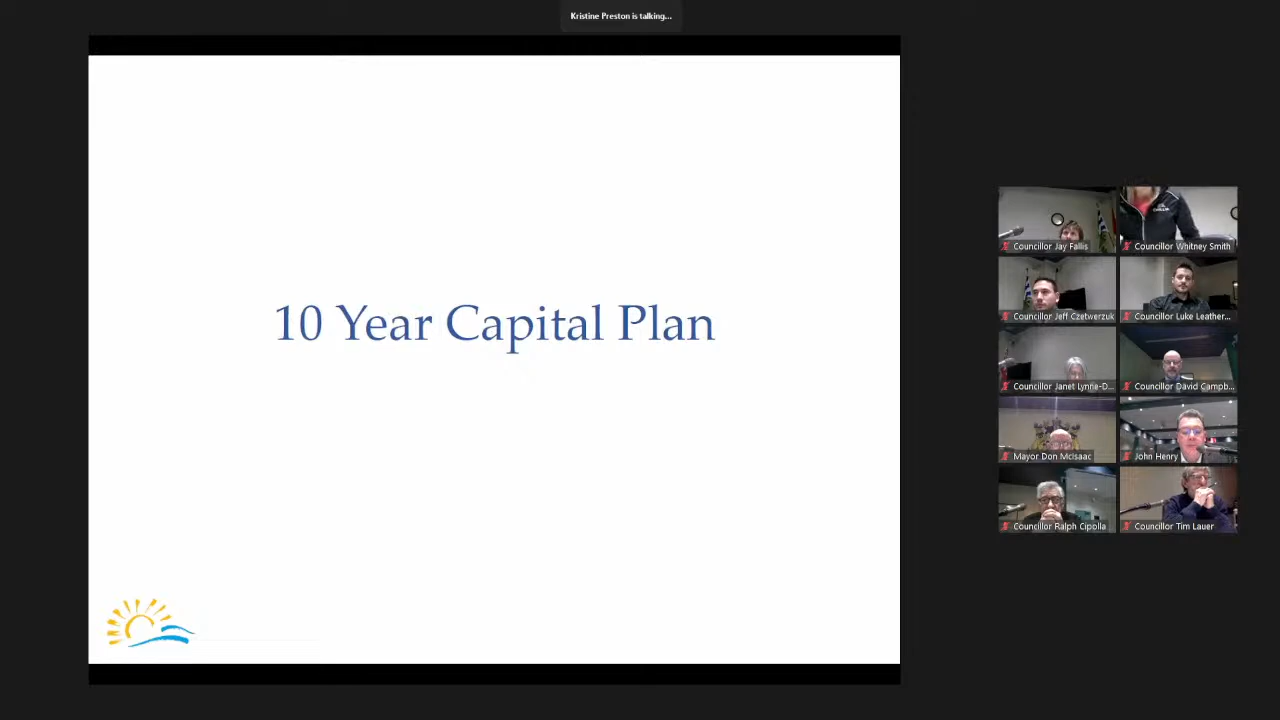 Kristine Preston is talking...
10 Year Capital Plan
Councillor Jay Fallis
Councillor Whitney Smith
Councillor Jeff Czetwerzuk
Councillor Luke Leather...
Councillor Janet Lynne-D...
Councillor David Campb...
Mayor Don McIsaac
John Henry
Councillor Ralph Cipolla
Councillor Tim Lauer